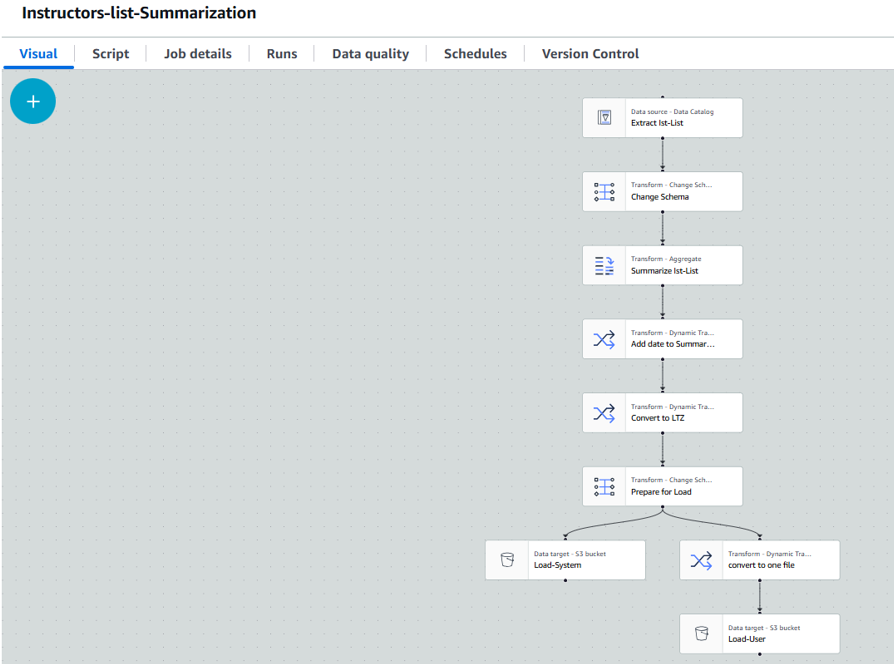 Instructors-list-Summarization
Visual
Script
Job details
Runs
Data quality
Schedules
Version Control
Data source - Data Catalog
Extract Ist-List
Transform - Change Sch...
Change Schema
Transform - Aggregate
Summarize Ist-List
Transform - Dynamic Tra...
Add date to Summar...
Transform - Dynamic Tra...
Convert to LTZ
Transform - Change Sch...
Prepare for Load
Data target - S3 bucket
Load-System
Transform - Dynamic Tra...
convert to one file
Data target - S3 bucket
Load-User